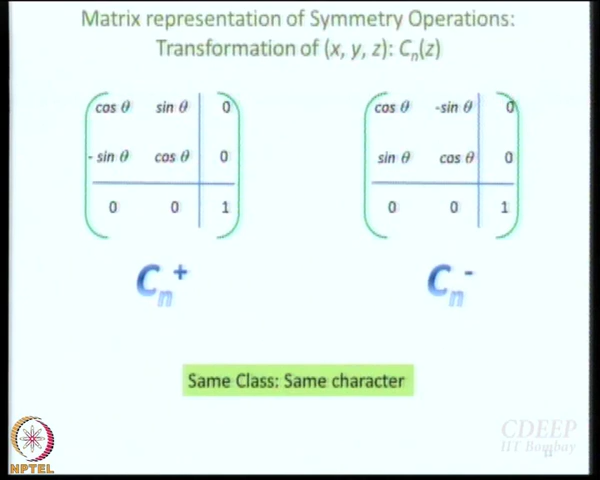 Matrix representation of Symmetry Operations:
Transformation of (x, y, z): Cn(z)
cos θ sin θ 0
- sin θ cos θ 0
0 0 1
Cn+
cos θ -sin θ 0
sin θ cos θ 0
0 0 1
Cn-
Same Class: Same character
NPTEL
CDEEP
IIT Bombay